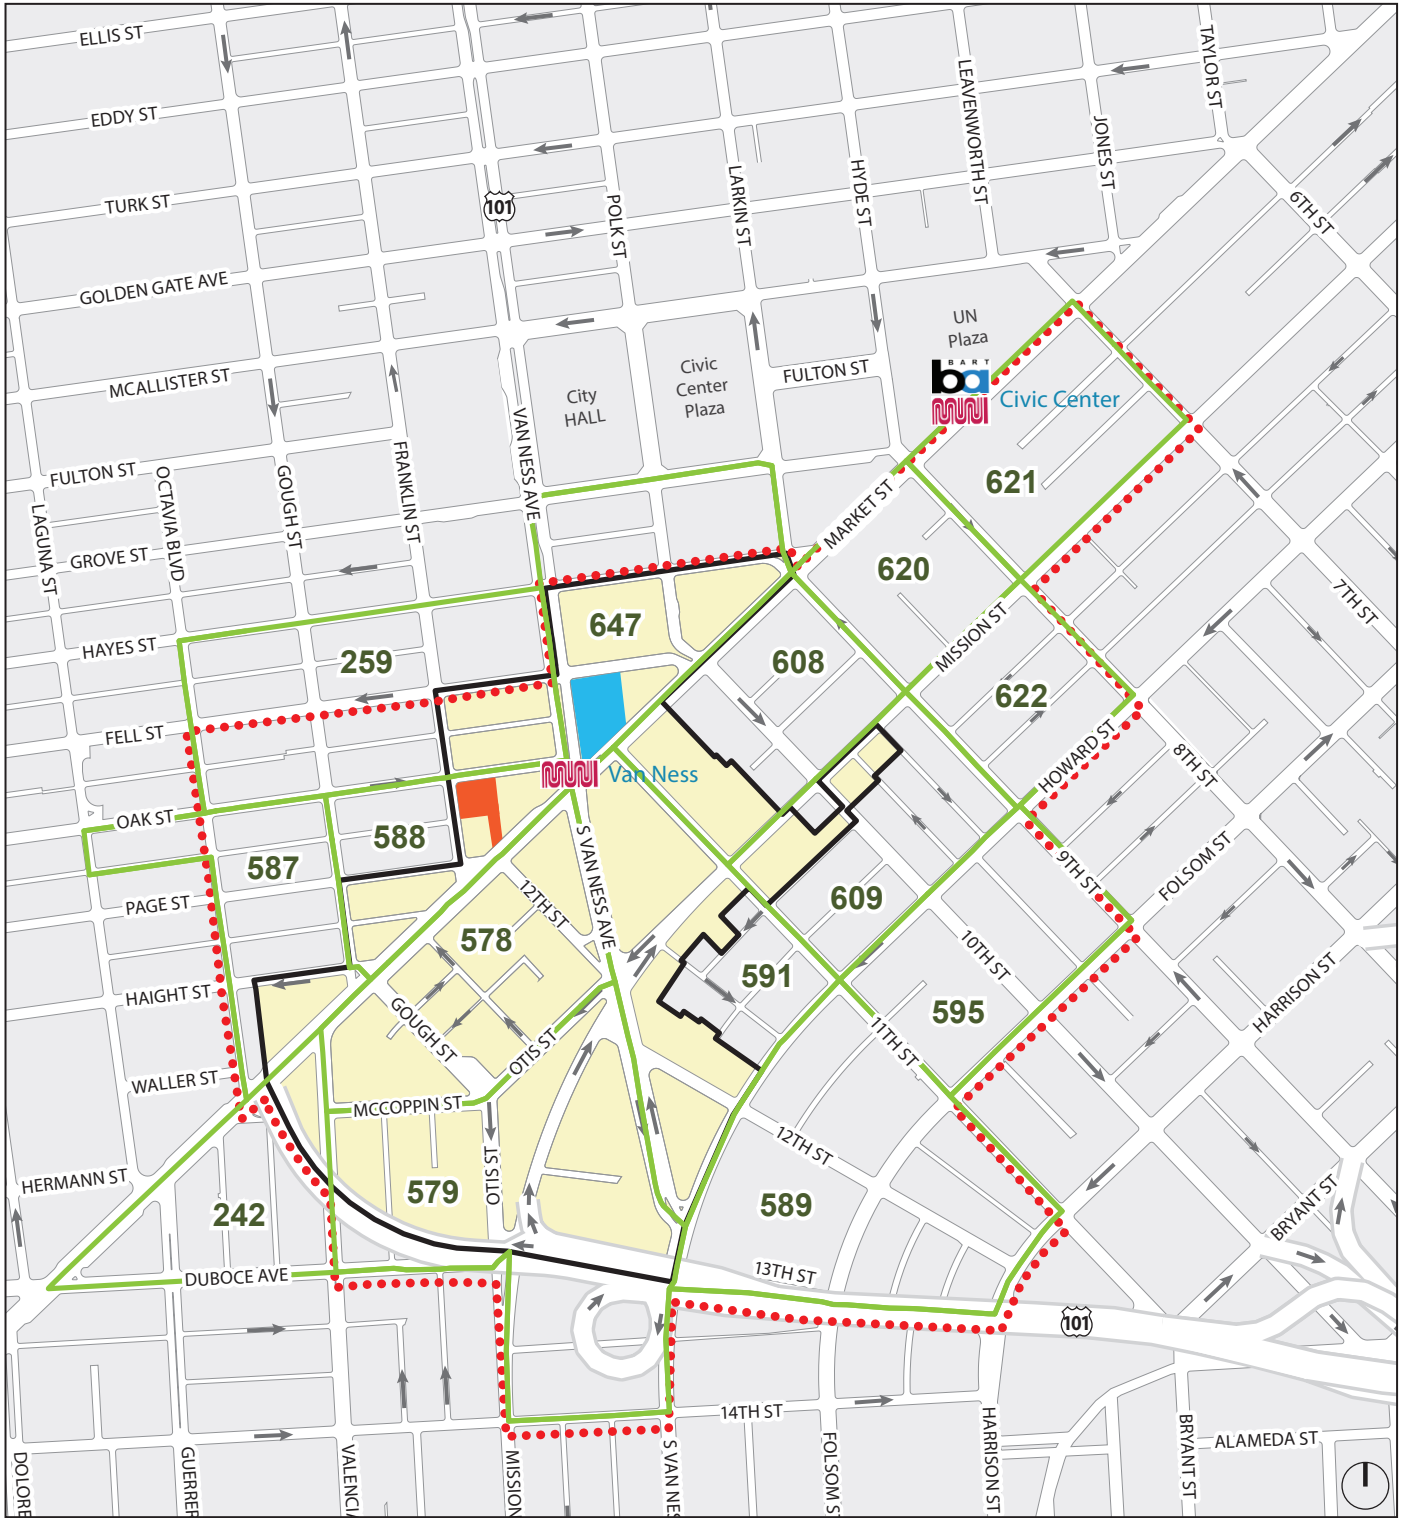 ELLIS ST
EDDY ST
TURK ST
GOLDEN GATE AVE
MCALLISTER ST
FULTON ST
GROVE ST
HAYES ST
FELL ST
OAK ST
PAGE ST
HAIGHT ST
WALLER ST
HERMANN ST
DUBOCE AVE
LAGUNA ST
OCTAVIA BLVD
GOUGH ST
FRANKLIN ST
VAN NESS AVE
101
POLK ST
LARKIN ST
HYDE ST
LEAVENWORTH ST
JONES ST
TAYLOR ST
6TH ST
UN
Plaza
BART
ba
MUNI
Civic Center
City
HALL
Civic
Center
Plaza
FULTON ST
MARKET ST
MISSION ST
HOWARD ST
FOLSOM ST
HARRISON ST
BRYANT ST
7TH ST
8TH ST
9TH ST
10TH ST
11TH ST
12TH ST
12TH ST
S VAN NESS AVE
MUNI
Van Ness
GOUGH ST
OTIS ST
MCCOPPIN ST
OTIS ST
13TH ST
101
14TH ST
ALAMEDA ST
DOLORE
GUERRER
VALENCIA
MISSION
S VAN NES
FOLSOM S
HARRISON ST
BRYANT ST
621
620
647
608
259
622
588
587
609
578
591
595
579
242
589